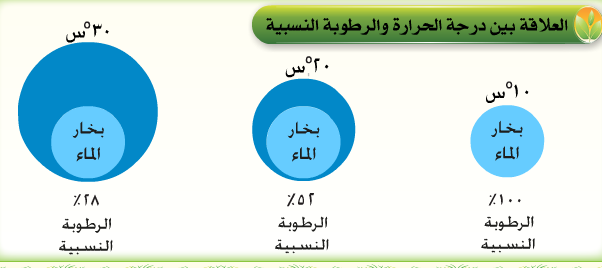 العلاقة بين درجة الحرارة والرطوبة النسبية
١٠°س
بخار
الماء
١٠٠٪
الرطوبة
النسبية
٢٠°س
بخار
الماء
٥٢٪
الرطوبة
النسبية
٣٠°س
بخار
الماء
٢٨٪
الرطوبة
النسبية